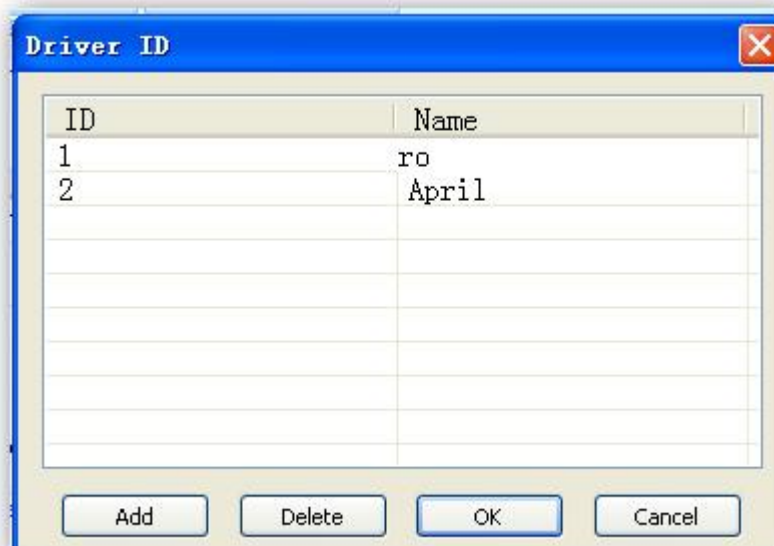 Driver ID
ID Name
1 ro
2 April
Add Delete OK Cancel